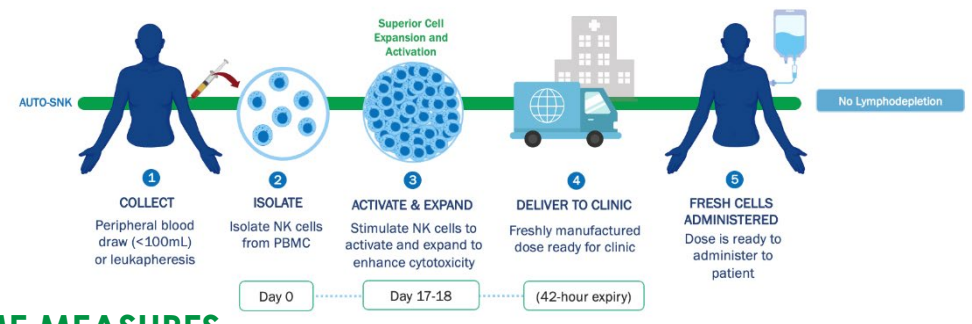 Superior Cell
Expansion and
Activation
AUTO-SNK
No Lymphodepletion
1
COLLECT
Peripheral blood
draw (<100mL)
or leukapheresis
2
ISOLATE
Isolate NK cells
from PBMC
3
ACTIVATE & EXPAND
Stimulate NK cells to
activate and expand to
enhance cytotoxicity
4
DELIVER TO CLINIC
Freshly manufactured
dose ready for clinic
5
FRESH CELLS
ADMINISTERED
Dose is ready to
administer to
patient
Day 0
Day 17-18
(42-hour expiry)
ME MEASURES